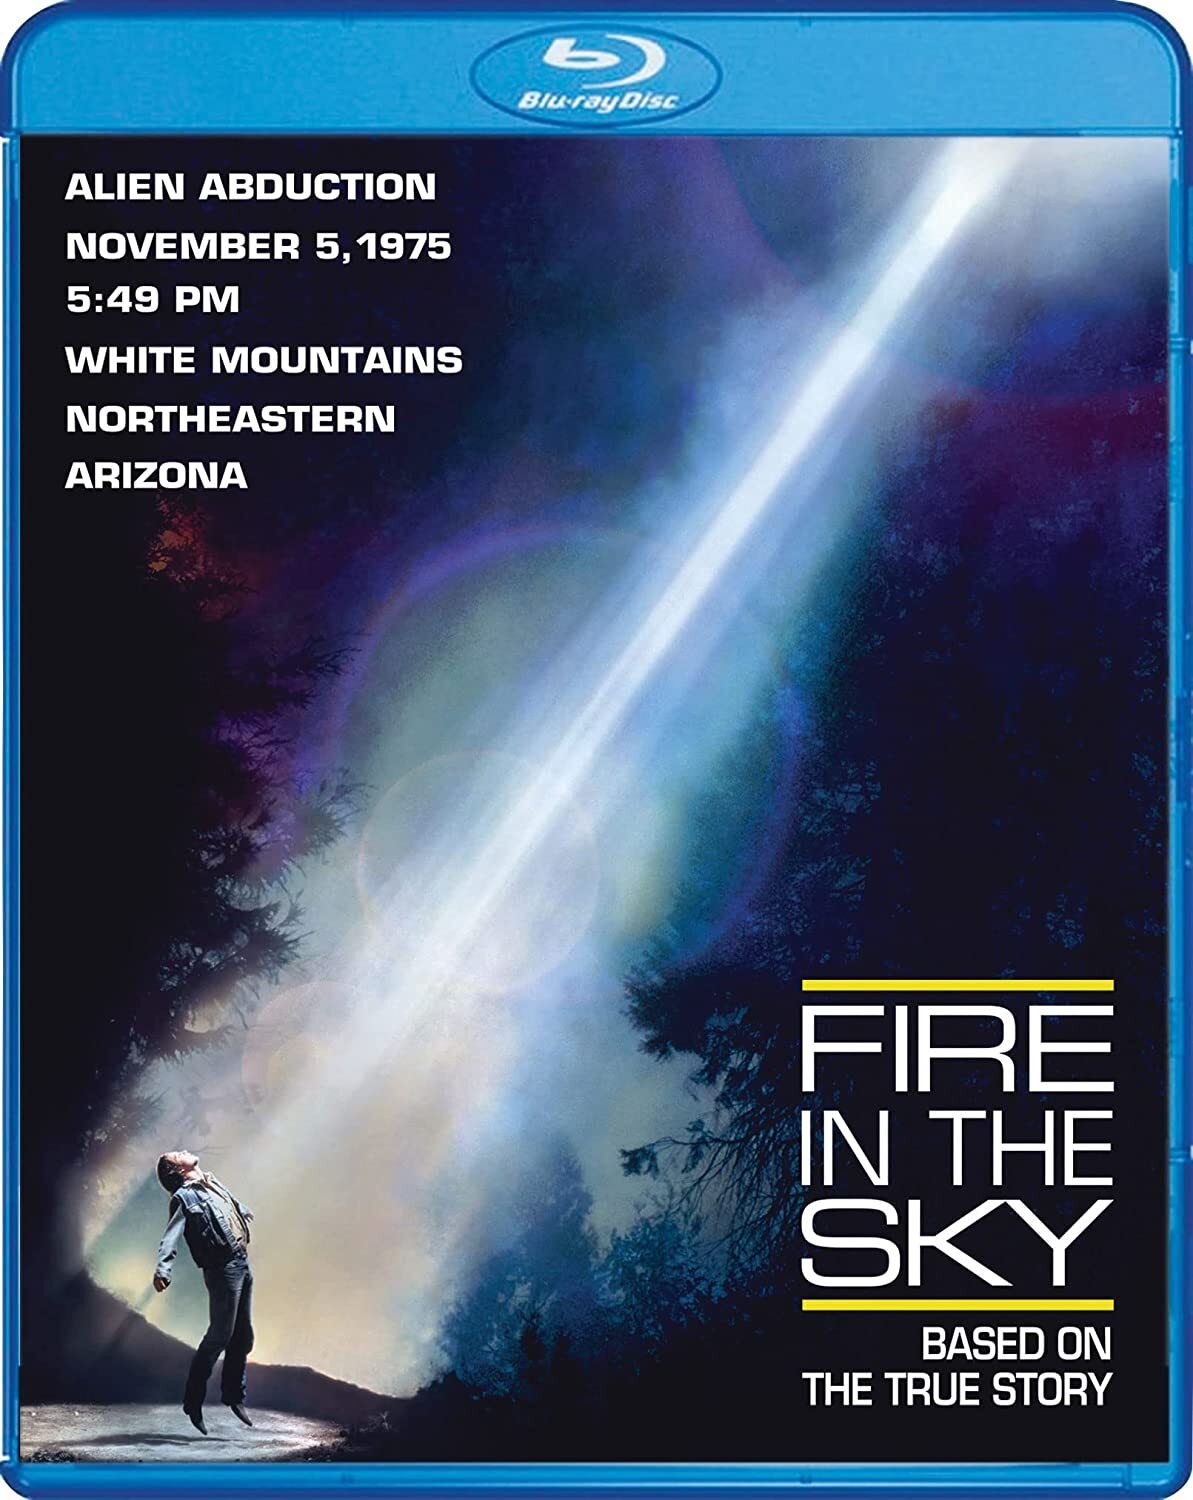 Blu-ray Disc
ALIEN ABDUCTION
NOVEMBER 5, 1975
5:49 PM
WHITE MOUNTAINS
NORTHEASTERN
ARIZONA
FIRE
IN THE
SKY
BASED ON
THE TRUE STORY